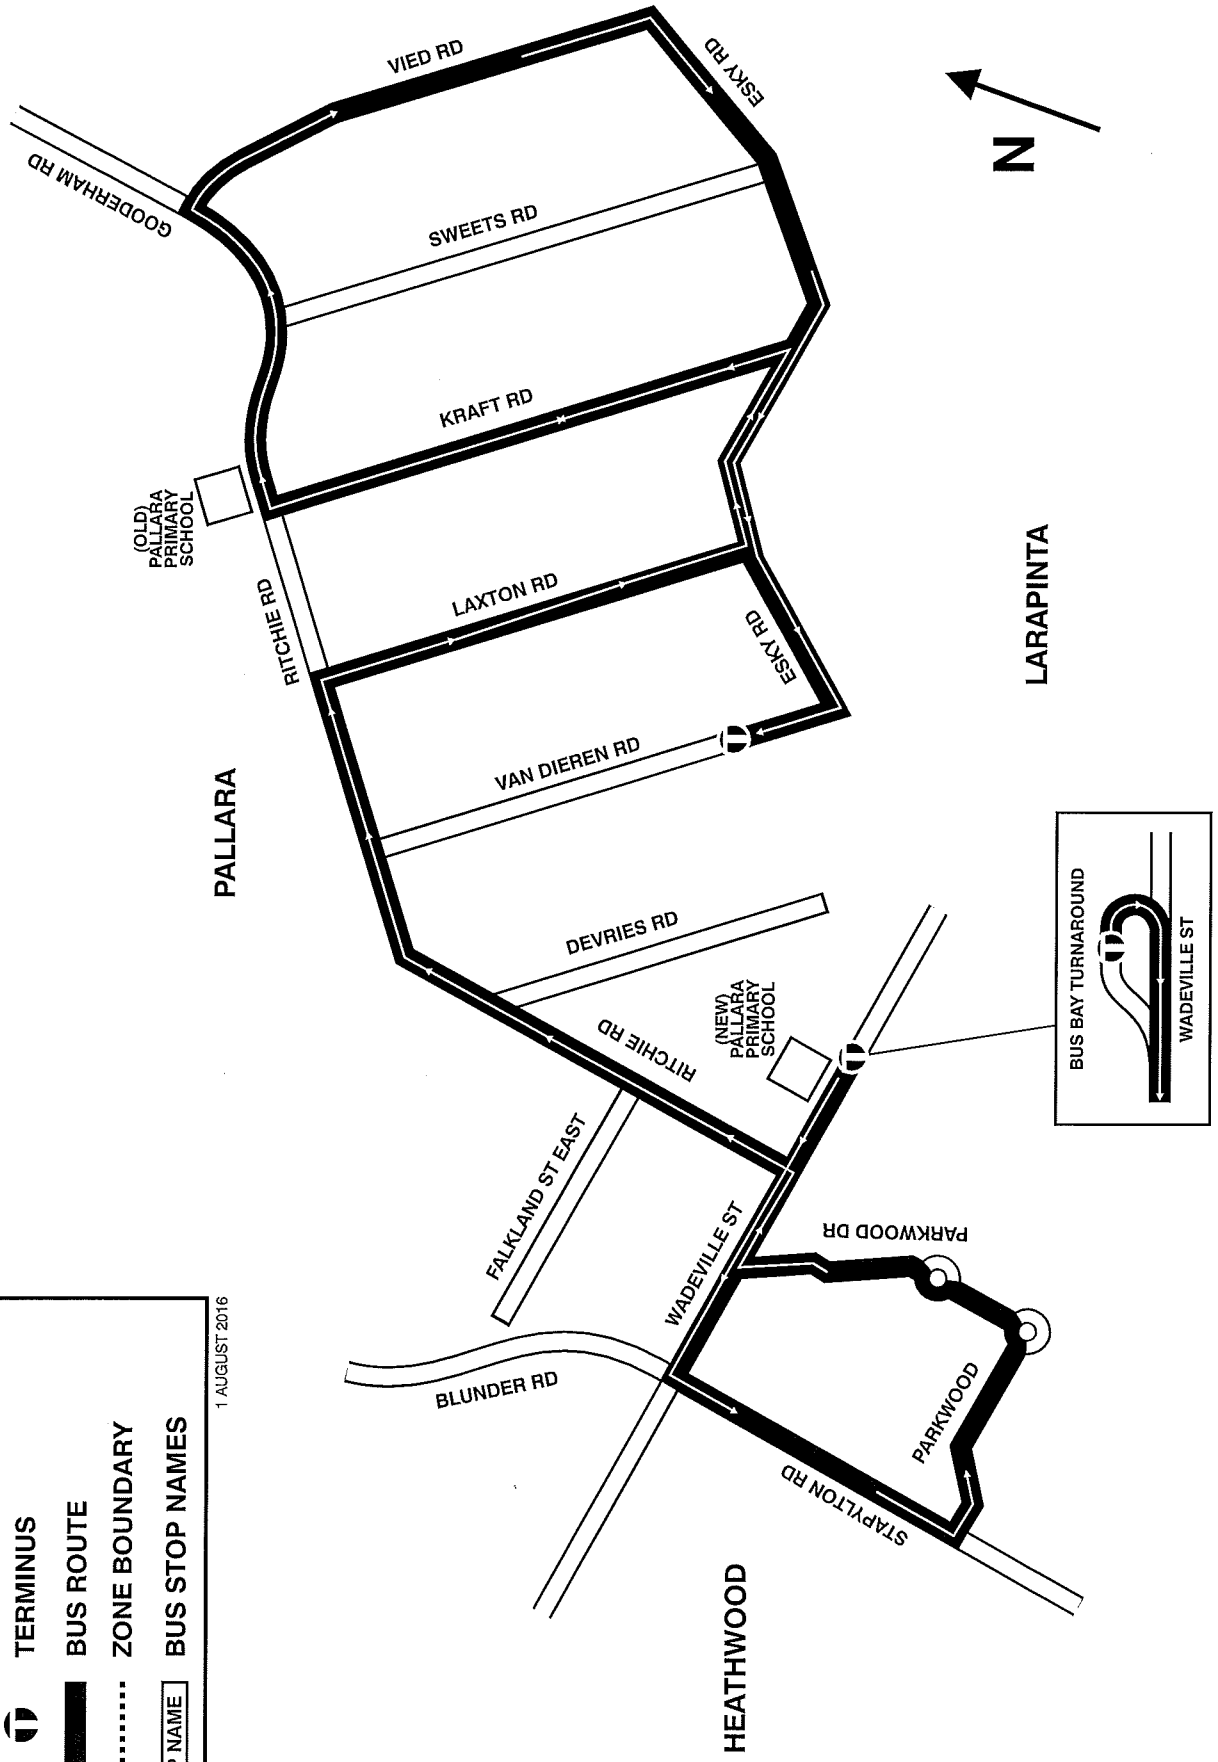 TERMINUS
BUS ROUTE
ZONE BOUNDARY
P NAME
BUS STOP NAMES
1 AUGUST 2016
GOODERHAM RD
VIED RD
ESKY RD
SWEETS RD
KRAFT RD
(OLD)
PALLARA
PRIMARY
SCHOOL
RITCHIE RD
LAXTON RD
ESKY RD
VAN DIEREN RD
PALLARA
LARAPINTA
N
DEVRIES RD
RITCHIE RD
(NEW)
PALLARA
PRIMARY
SCHOOL
FALKLAND ST EAST
WADEVILLE ST
PARKWOOD DR
BLUNDER RD
PARKWOOD
STAPYLTON RD
HEATHWOOD
BUS BAY TURNAROUND
WADEVILLE ST